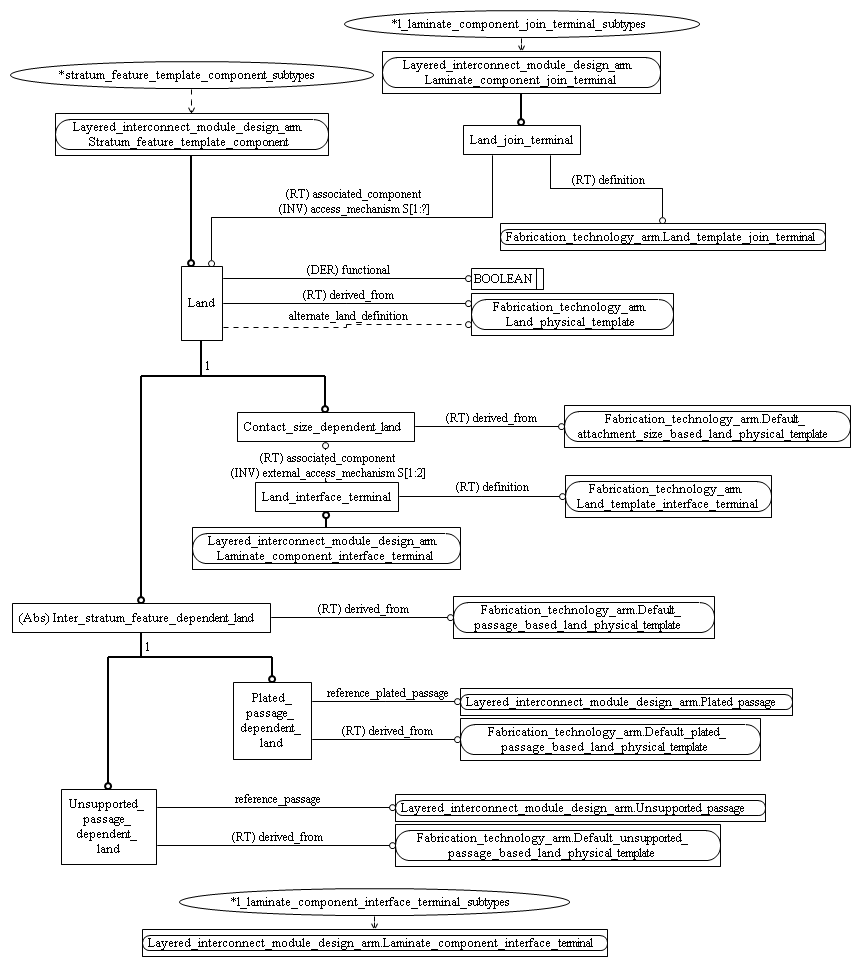 *l_laminate_component_join_terminal_subtypes
Layered_interconnect_module_design_arm.
Laminate_component_join_terminal
*stratum_feature_template_component_subtypes
Layered_interconnect_module_design_arm.
Stratum_feature_template_component
Land_join_terminal
(RT) definition
(RT) associated_component
(INV) access_mechanism S[1:?]
Fabrication_technology_arm.Land_template_join_terminal
Land
(DER) functional
BOOLEAN
(RT) derived_from
Fabrication_technology_arm.
Land_physical_template
alternate_land_definition
1
Contact_size_dependent_land
(RT) derived_from
Fabrication_technology_arm.Default_
attachment_size_based_land_physical_template
(RT) associated_component
(INV) external_access_mechanism S[1:2]
Land_interface_terminal
(RT) definition
Fabrication_technology_arm.
Land_template_interface_terminal
Layered_interconnect_module_design_arm.
Laminate_component_interface_terminal
(Abs) Inter_stratum_feature_dependent_land
(RT) derived_from
Fabrication_technology_arm.Default_
passage_based_land_physical_template
1
Plated_
passage_
dependent_
land
reference_plated_passage
Layered_interconnect_module_design_arm.Plated_passage
(RT) derived_from
Fabrication_technology_arm.Default_plated_
passage_based_land_physical_template
Unsupported_
passage_
dependent_
land
reference_passage
Layered_interconnect_module_design_arm.Unsupported_passage
(RT) derived_from
Fabrication_technology_arm.Default_unsupported_
passage_based_land_physical_template
*l_laminate_component_interface_terminal_subtypes
Layered_interconnect_module_design_arm.Laminate_component_interface_terminal